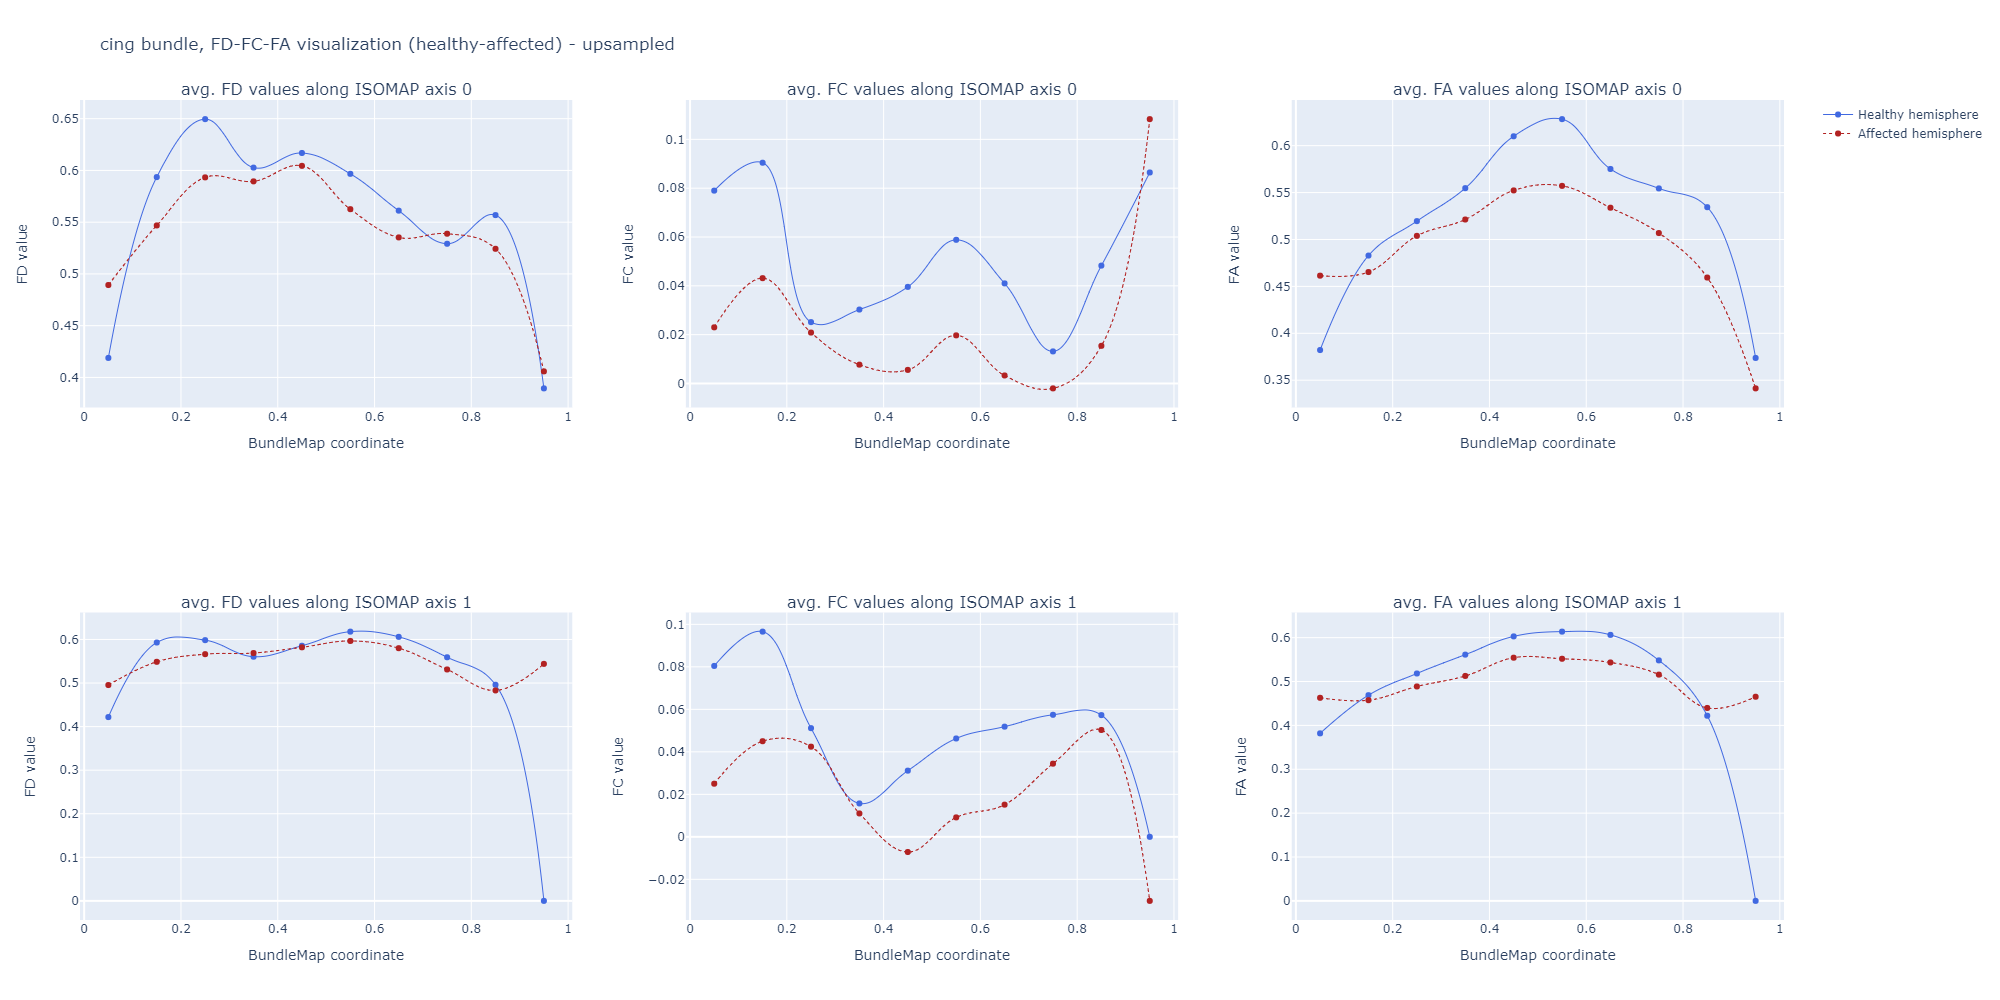 cing bundle, FD-FC-FA visualization (healthy-affected) - upsampled
avg. FD values along ISOMAP axis 0
avg. FC values along ISOMAP axis 0
avg. FA values along ISOMAP axis 0
Healthy hemisphere
Affected hemisphere
FD value
0.65
0.6
0.55
0.5
0.45
0.4
0 0.2 0.4 0.6 0.8 1
BundleMap coordinate
FC value
0.1
0.08
0.06
0.04
0.02
0
0 0.2 0.4 0.6 0.8 1
BundleMap coordinate
FA value
0.6
0.55
0.5
0.45
0.4
0.35
0 0.2 0.4 0.6 0.8 1
BundleMap coordinate
avg. FD values along ISOMAP axis 1
avg. FC values along ISOMAP axis 1
avg. FA values along ISOMAP axis 1
FD value
0.6
0.5
0.4
0.3
0.2
0.1
0
0 0.2 0.4 0.6 0.8 1
BundleMap coordinate
FC value
0.1
0.08
0.06
0.04
0.02
0
−0.02
0 0.2 0.4 0.6 0.8 1
BundleMap coordinate
FA value
0.6
0.5
0.4
0.3
0.2
0.1
0
0 0.2 0.4 0.6 0.8 1
BundleMap coordinate